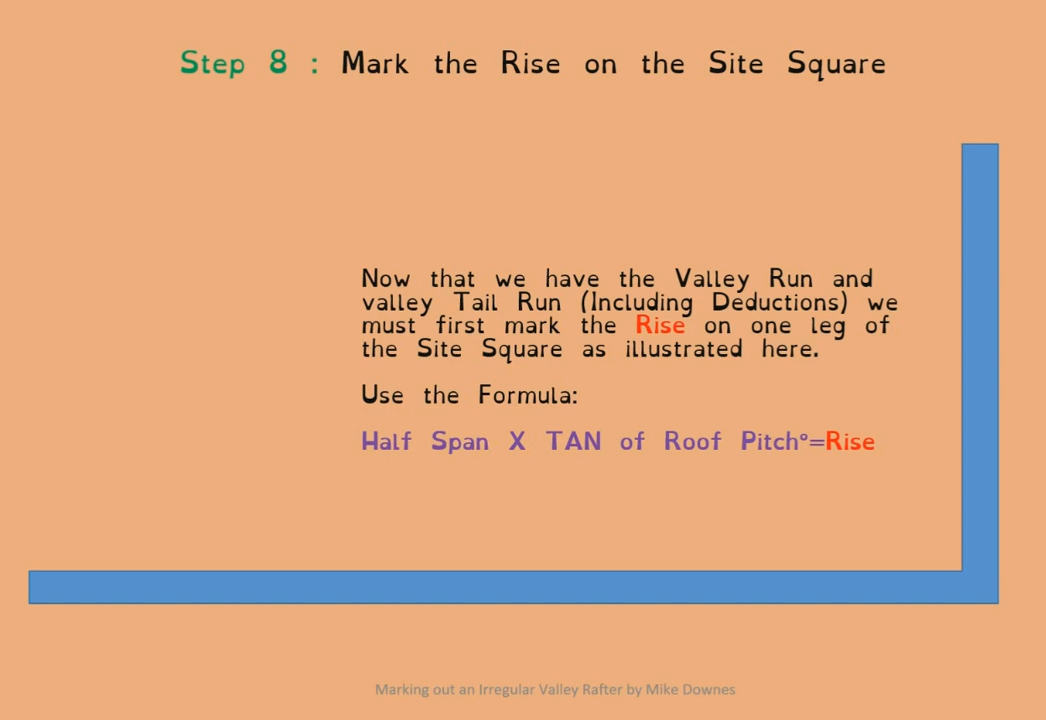 Step 8 : Mark the Rise on the Site Square
Now that we have the Valley Run and
valley Tail Run (Including Deductions) we
must first mark the Rise on one leg of
the Site Square as illustrated here.
Use the Formula:
Half Span X TAN of Roof Pitch°=Rise
Marking out an Irregular Valley Rafter by Mike Downes